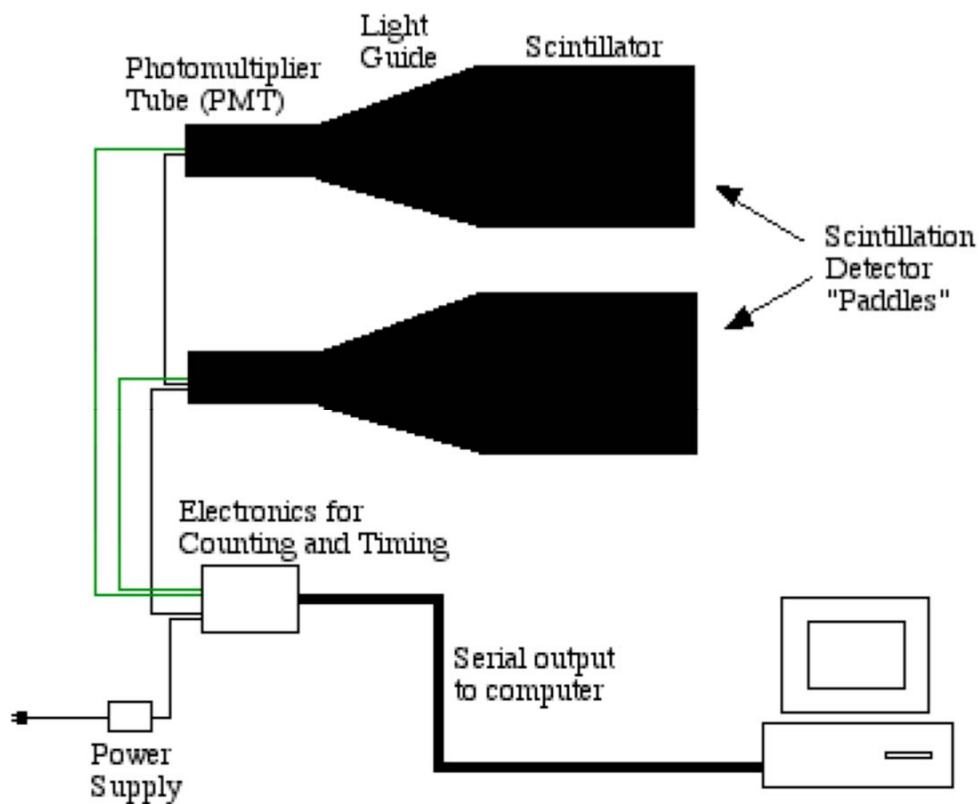 Light
Guide
Scintillator
Photomultiplier
Tube (PMT)
Scintillation
Detector
"Paddles"
Electronics for
Counting and Timing
Serial output
to computer
Power
Supply